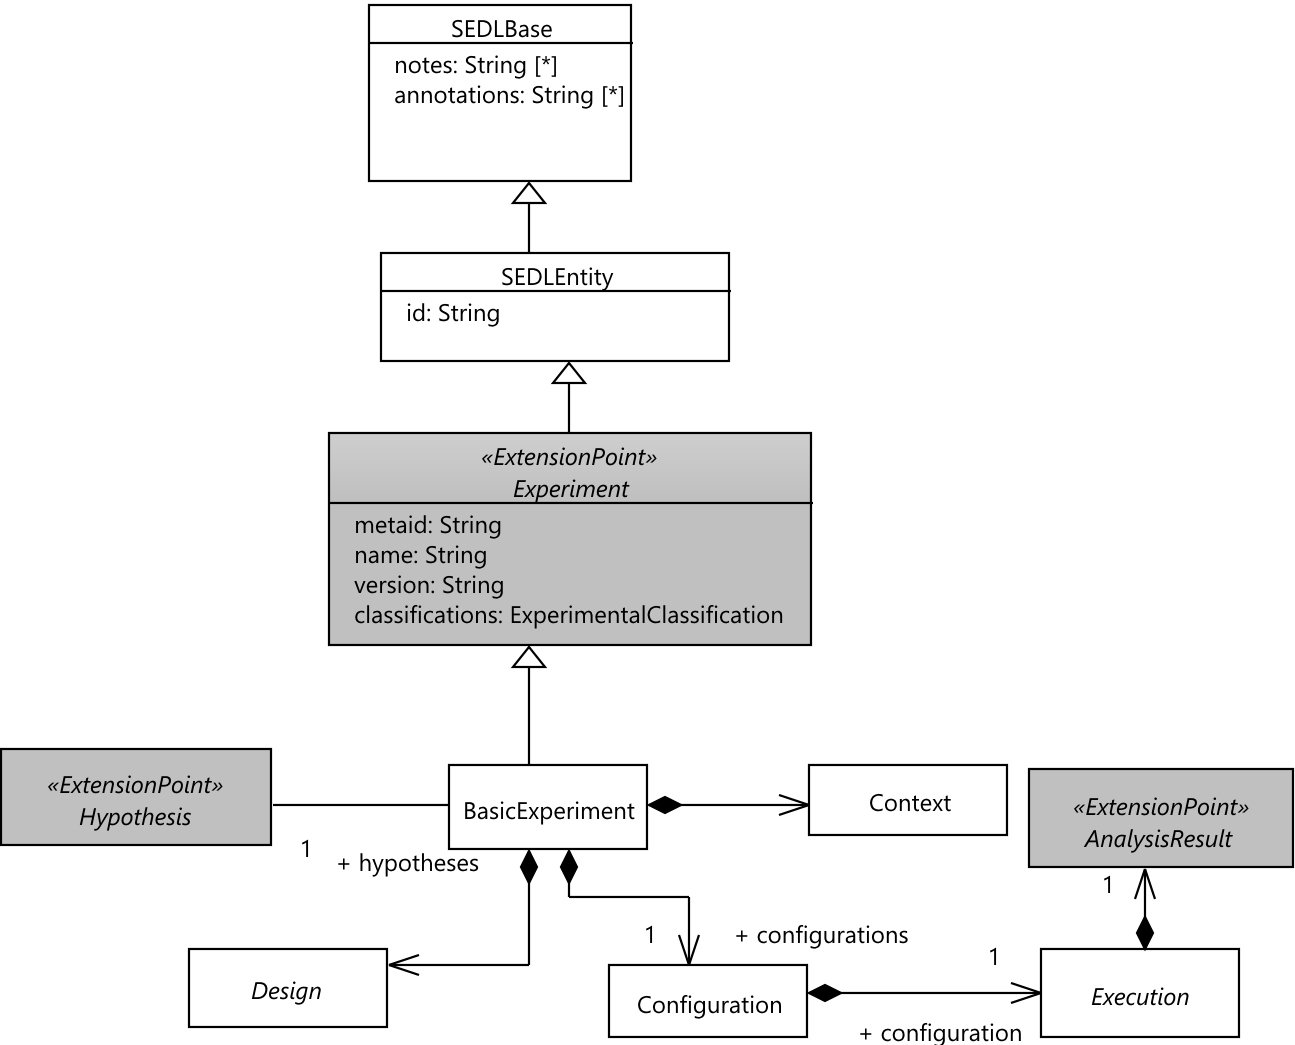 SEDLBase
notes: String [*]
annotations: String [*]
SEDLEntity
id: String
«ExtensionPoint»
Experiment
metaid: String
name: String
version: String
classifications: ExperimentalClassification
«ExtensionPoint»
Hypothesis
BasicExperiment
Context
«ExtensionPoint»
AnalysisResult
1
+ hypotheses
1
1
+ configurations
1
Design
Configuration
Execution
+ configuration